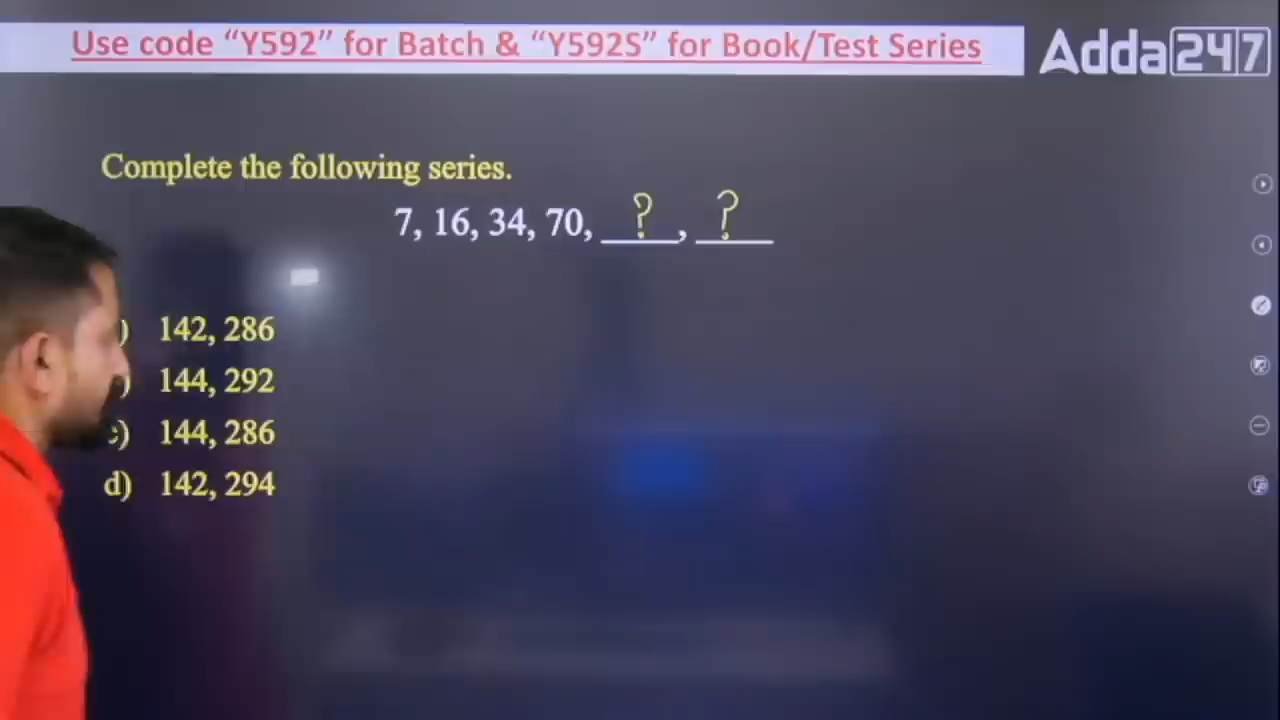 Use code “Y592” for Batch & “Y592S” for Book/Test Series
Adda247
Complete the following series.
7, 16, 34, 70, ?, ?
) 142, 286
) 144, 292
c) 144, 286
d) 142, 294